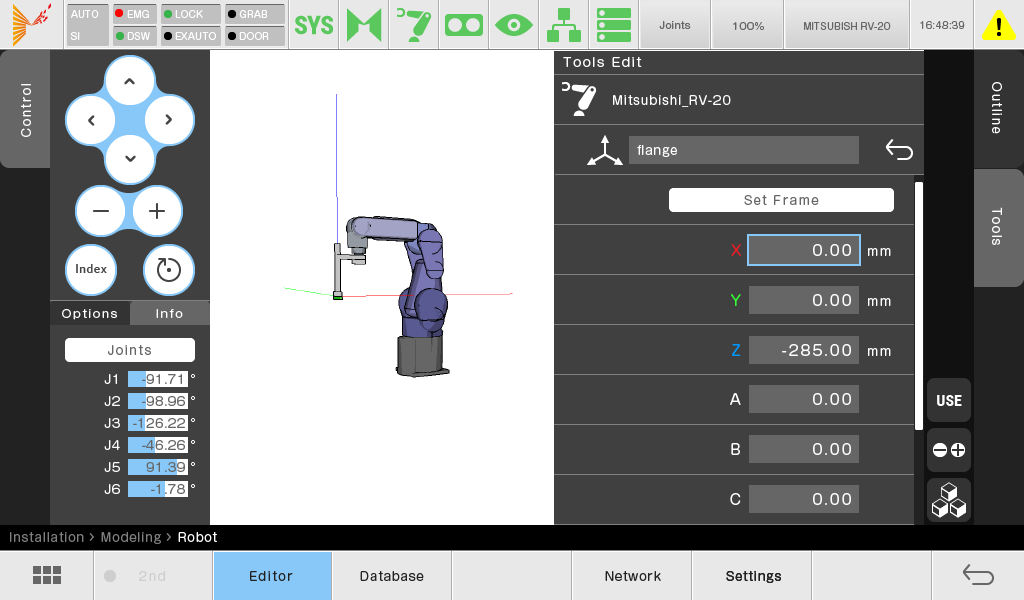 AUTO
SI
EMG
DSW
LOCK
EXAUTO
GRAB
DOOR
SYS
Joints
100%
MITSUBISH RV-20
16:48:39
Control
Index
Options
Info
Joints
J1 -91.71 °
J2 -98.96 °
J3 -126.22 °
J4 -46.26 °
J5 91.39 °
J6 -1.78 °
Tools Edit
Mitsubishi_RV-20
flange
Set Frame
X 0.00 mm
Y 0.00 mm
Z -285.00 mm
A 0.00
B 0.00
C 0.00
USE
Outline
Tools
Installation > Modeling > Robot
2nd
Editor
Database
Network
Settings